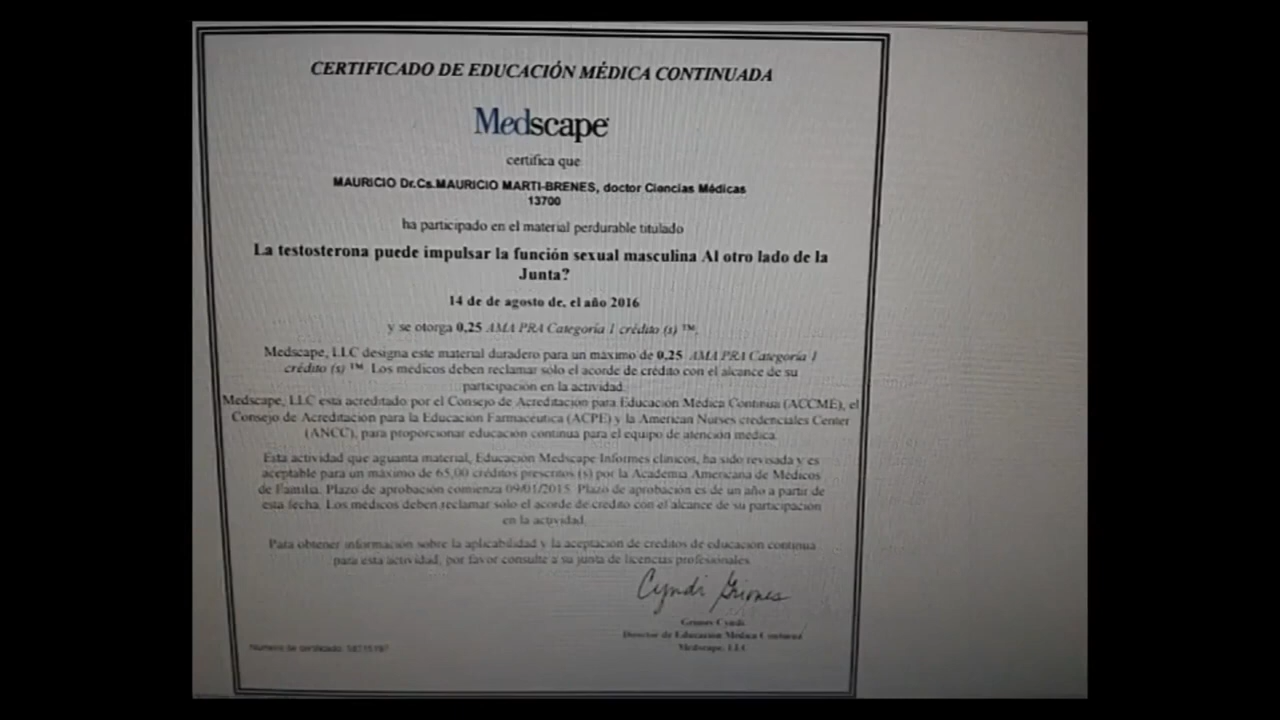 CERTIFICADO DE EDUCACIÓN MÉDICA CONTINUADA
Medscape
certifica que
MAURICIO Dr.Cs.MAURICIO MARTI-BRENES, doctor Ciencias Médicas
13700
ha participado en el material perdurable titulado
La testosterona puede impulsar la función sexual masculina Al otro lado de la
Junta?
14 de de agosto de, el año 2016
y se otorga 0,25 AMA PRA Categoría 1 crédito (s) ™.
Medscape, LLC designa este material duradero para un máximo de 0,25 AMA PRA Categoría 1
crédito (s) ™. Los médicos deben reclamar sólo el acorde de crédito con el alcance de su
participación en la actividad.
Medscape, LLC está acreditado por el Consejo de Acreditación para Educación Médica Continua (ACCME), el
Consejo de Acreditación para la Educación Farmacéutica (ACPE) y la American Nurses credenciales Center
(ANCC), para proporcionar educación continua para el equipo de atención médica.
Esta actividad que aguanta material, Educación Medscape Informes clínicos, ha sido revisada y es
aceptable para un máximo de 65,00 créditos prescritos (s) por la Academia Americana de Médicos
de Familia. Plazo de aprobación comienza 09/01/2015. Plazo de aprobación es de un año a partir de
esta fecha. Los médicos deben reclamar sólo el acorde de crédito con el alcance de su participación
en la actividad.
Para obtener información sobre la aplicabilidad y la aceptación de créditos de educación continua
para esta actividad, por favor consulte a su junta de licencias profesionales.
Cyndi Grimes
Grimes Cyndi
Director de Educación Médica Continua
Medscape, LLC
Número de certificado: